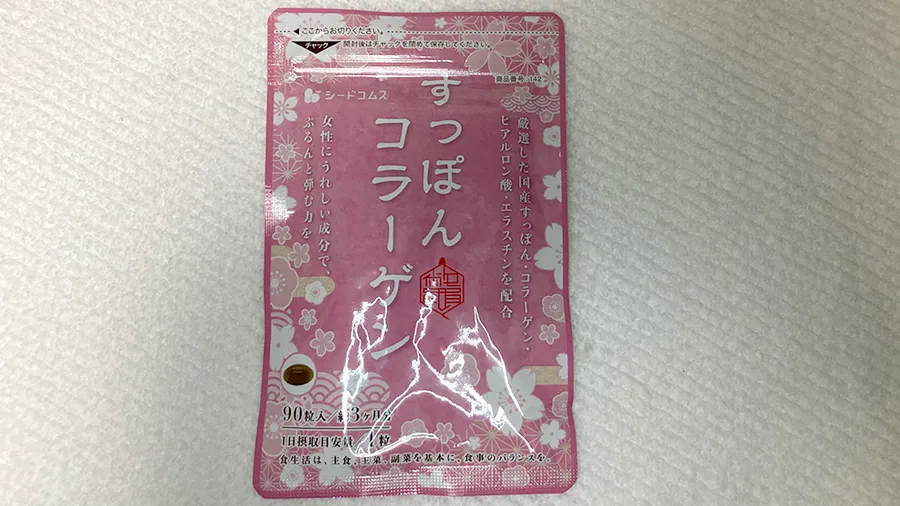 ここからお切りください。
チャック
開封後はチャックを閉めて保存してください。
商品番号:142
シードコムス
すっぽん
コラーゲン
厳選した国産すっぽん・コラーゲン・
ヒアルロン酸・エラスチンを配合
女性にうれしい成分で、
ぷるんと弾む力を
90粒入/約3ヶ月分
1日摂取目安量 1粒
食生活は、主食、主菜、副菜を基本に、食事のバランスを。